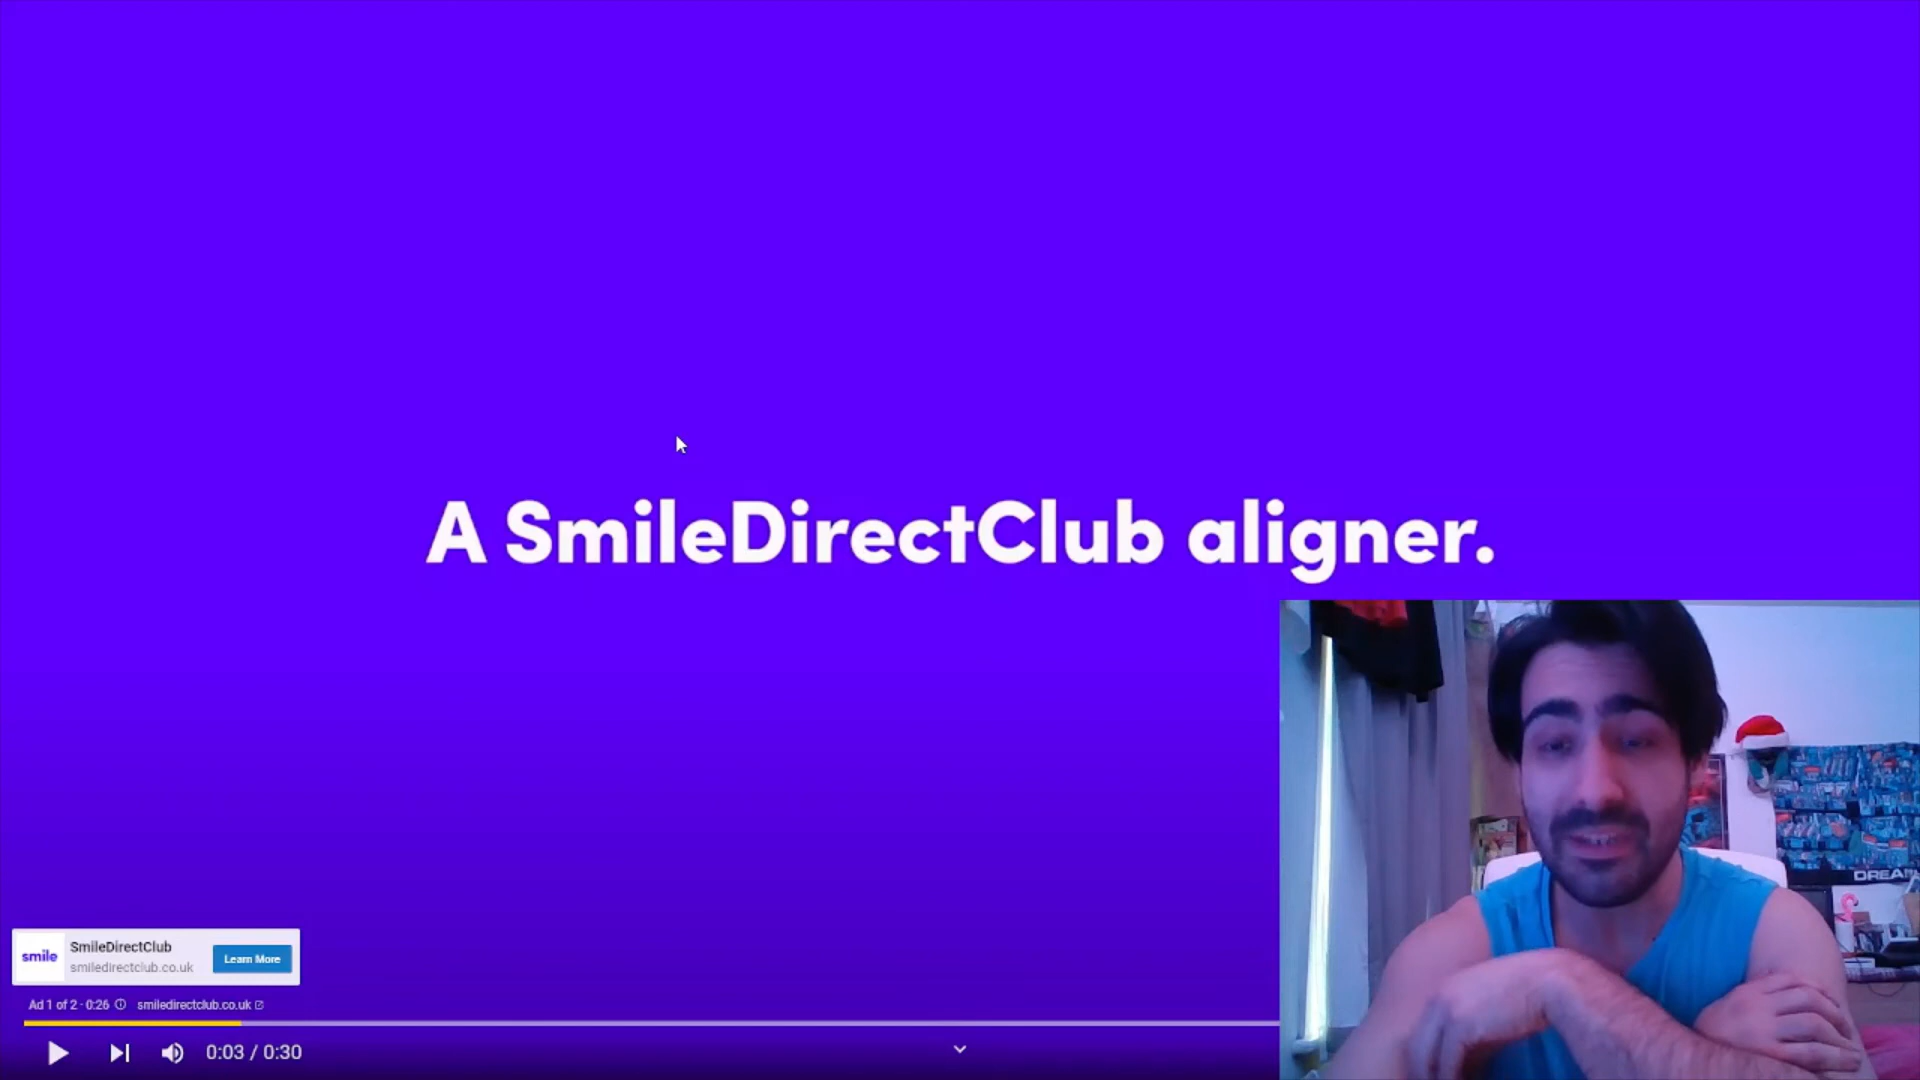 A SmileDirectClub aligner.
smile
SmileDirectClub
smiledirectclub.co.uk
Learn More
Ad 1 of 2 · 0:26
smiledirectclub.co.uk
0:03 / 0:30
DREAM